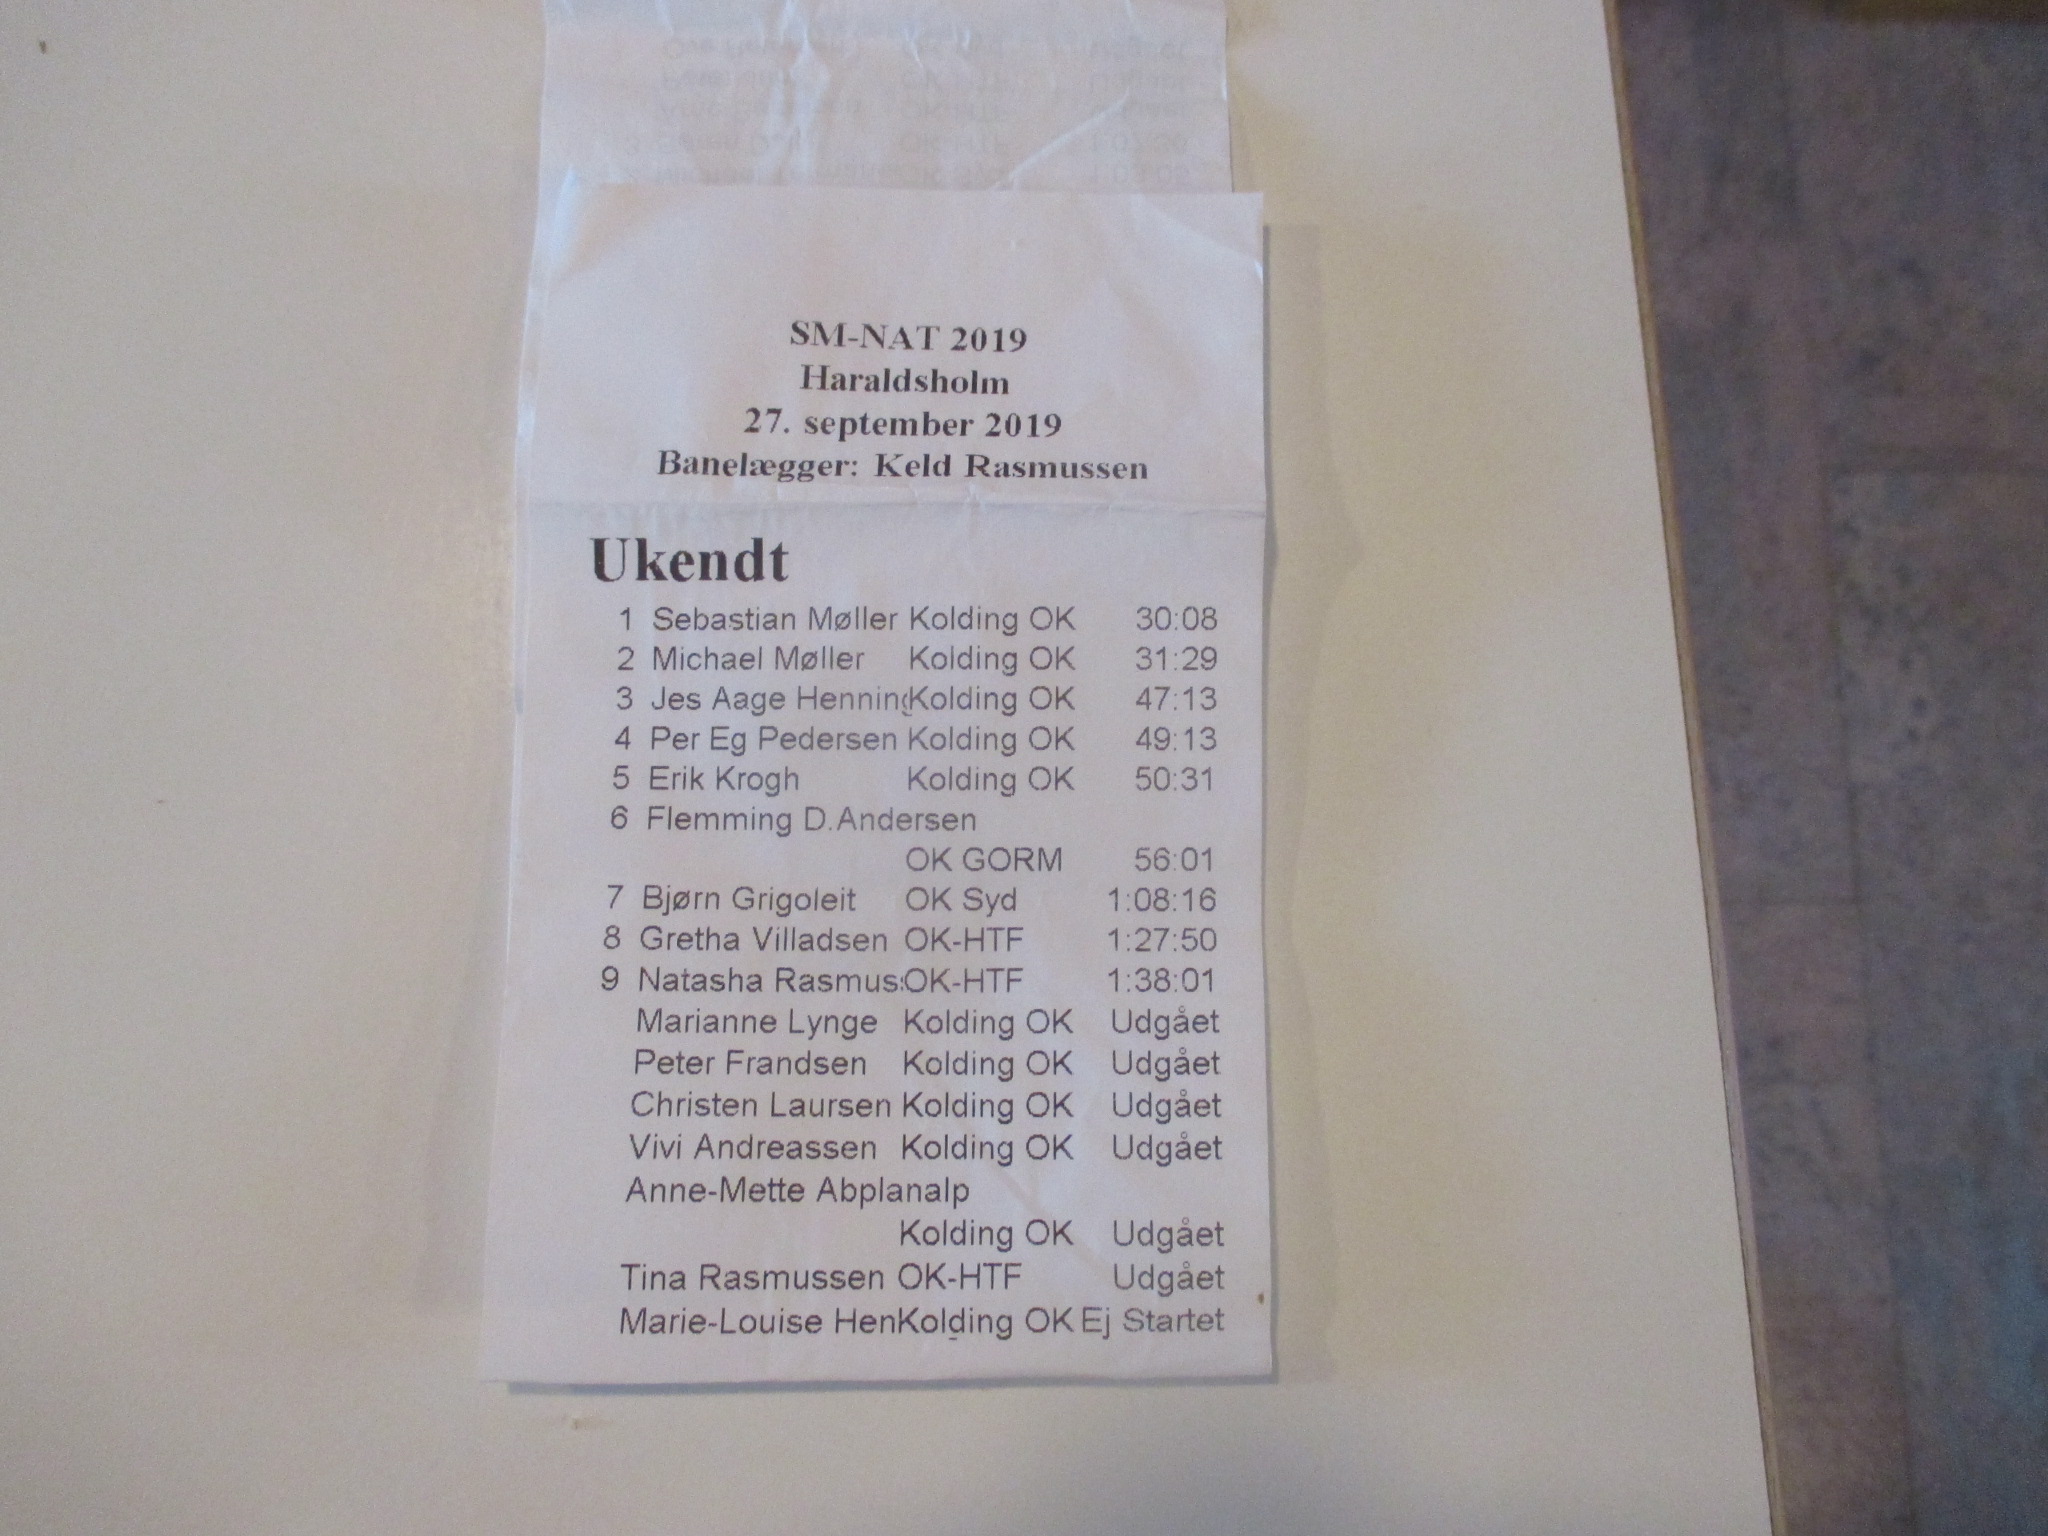 SM-NAT 2019
Haraldsholm
27. september 2019
Banelægger: Keld Rasmussen
Ukendt
1 Sebastian Møller Kolding OK 30:08
2 Michael Møller Kolding OK 31:29
3 Jes Aage Henning Kolding OK 47:13
4 Per Eg Pedersen Kolding OK 49:13
5 Erik Krogh Kolding OK 50:31
6 Flemming D.Andersen
OK GORM 56:01
7 Bjørn Grigoleit OK Syd 1:08:16
8 Gretha Villadsen OK-HTF 1:27:50
9 Natasha Rasmus OK-HTF 1:38:01
Marianne Lynge Kolding OK Udgået
Peter Frandsen Kolding OK Udgået
Christen Laursen Kolding OK Udgået
Vivi Andreassen Kolding OK Udgået
Anne-Mette Abplanalp
Kolding OK Udgået
Tina Rasmussen OK-HTF Udgået
Marie-Louise Hen Kolding OK Ej Startet